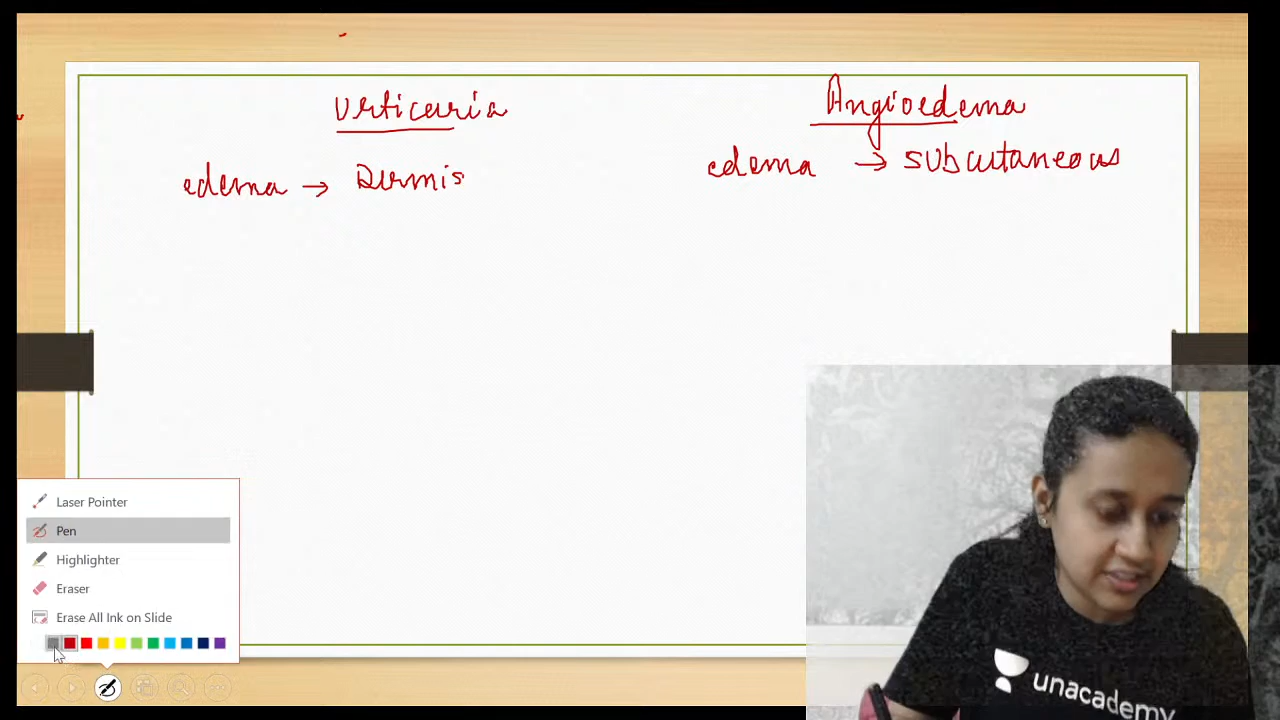 Urticaria
Angioedema
edema → Dermis
edema → subcutaneous
Laser Pointer
Pen
Highlighter
Eraser
Erase All Ink on Slide
unacademy